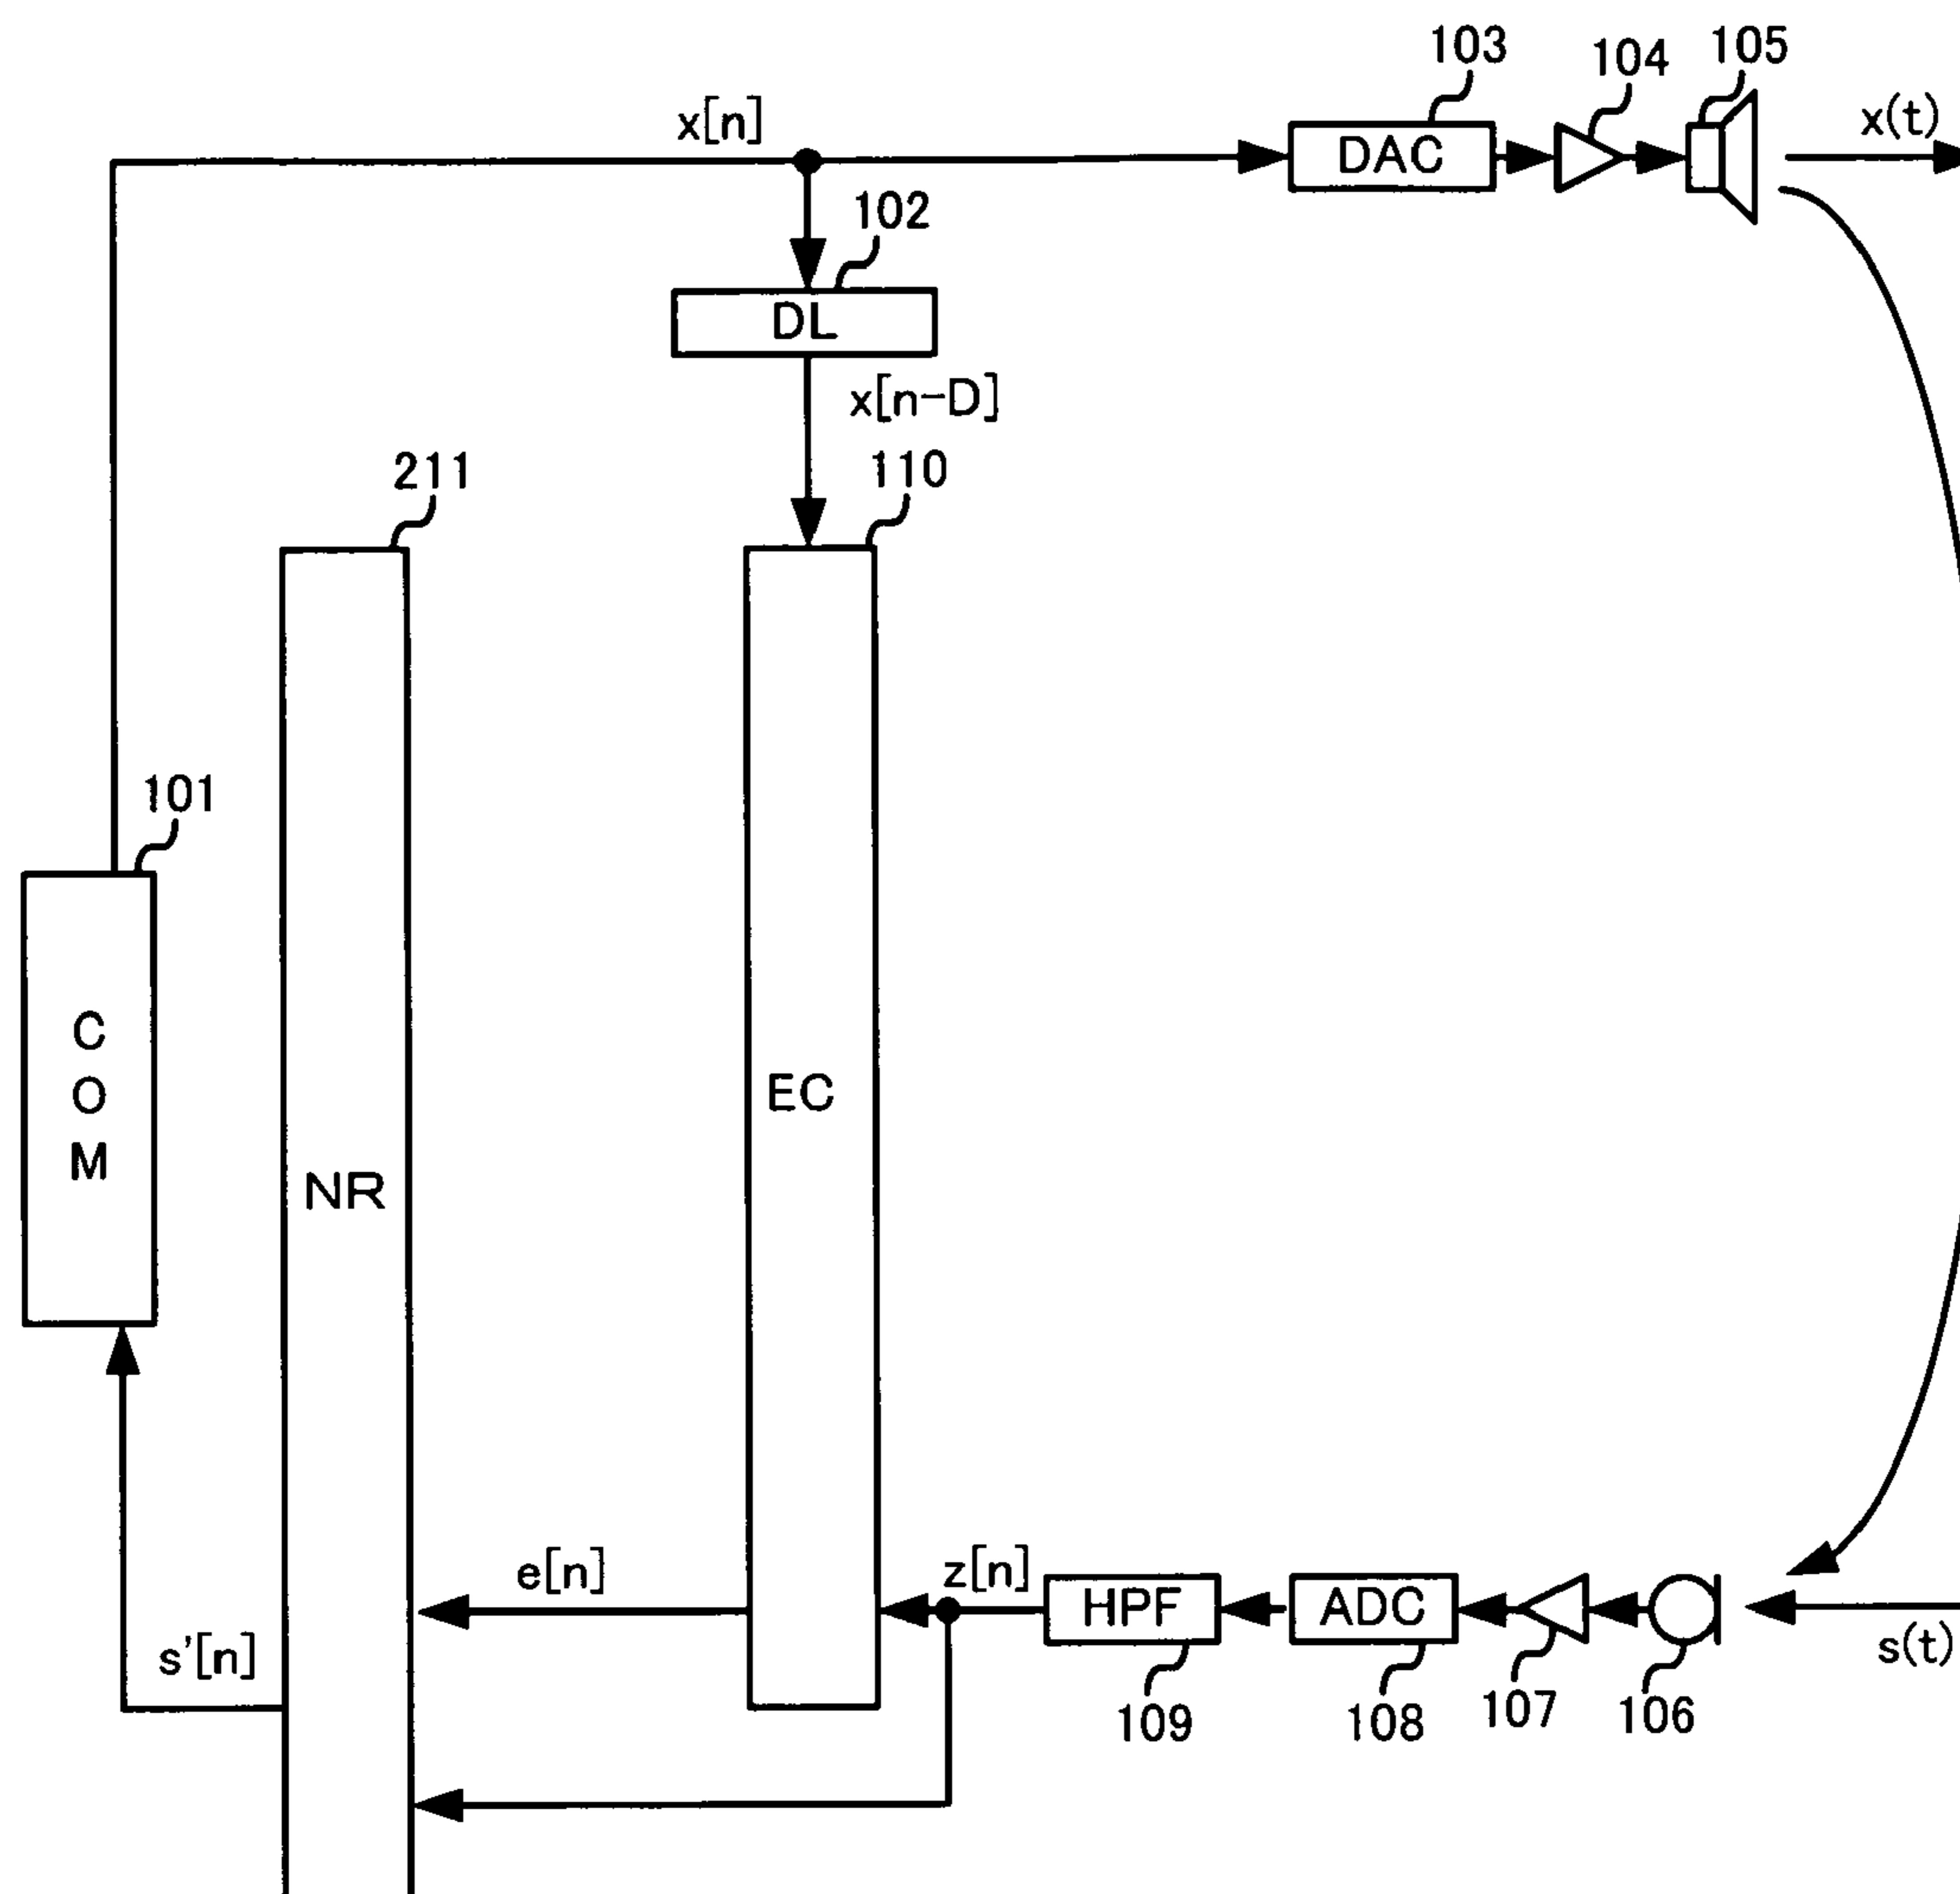 103
104
105
x[n]
x(t)
DAC
102
DL
x[n-D]
211
110
101
C
O
M
EC
NR
e[n]
z[n]
HPF
ADC
s'[n]
s(t)
109
108
107
106